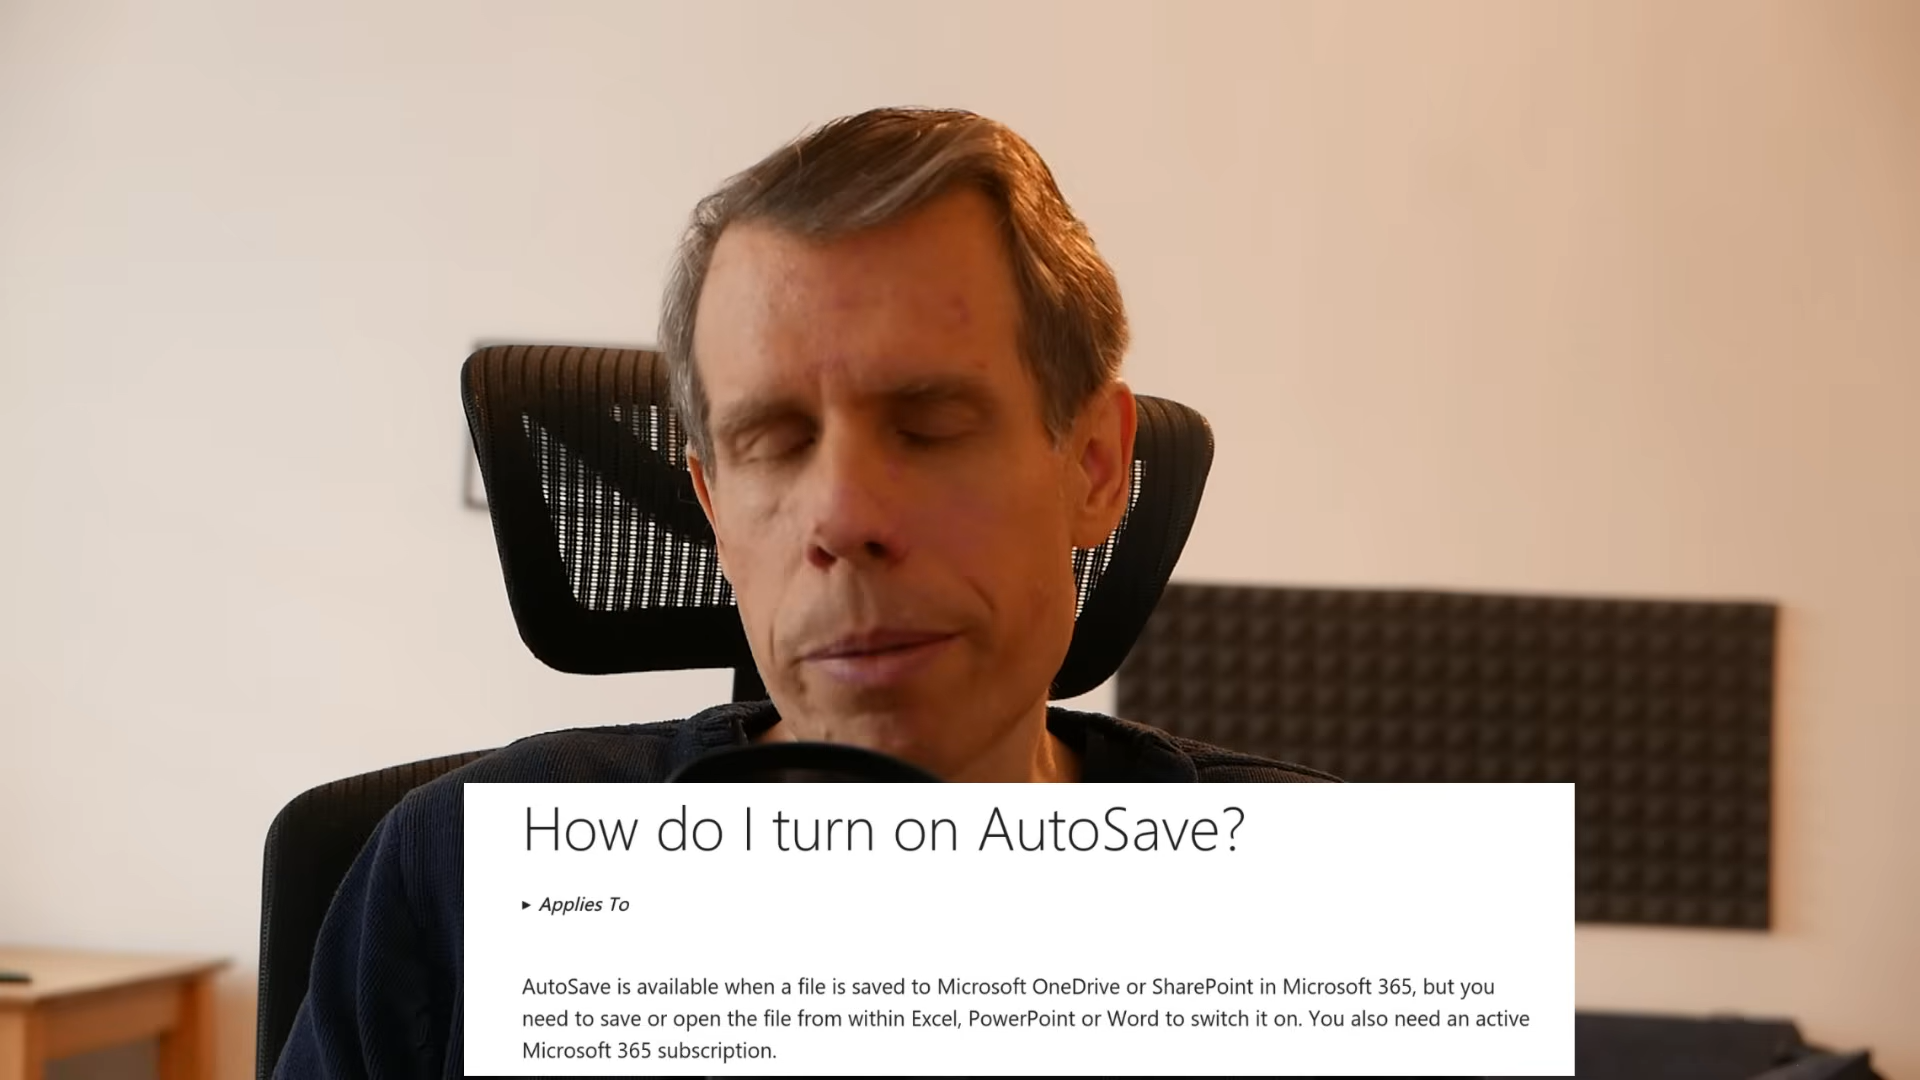 How do I turn on AutoSave?
▸ Applies To
AutoSave is available when a file is saved to Microsoft OneDrive or SharePoint in Microsoft 365, but you
need to save or open the file from within Excel, PowerPoint or Word to switch it on. You also need an active
Microsoft 365 subscription.